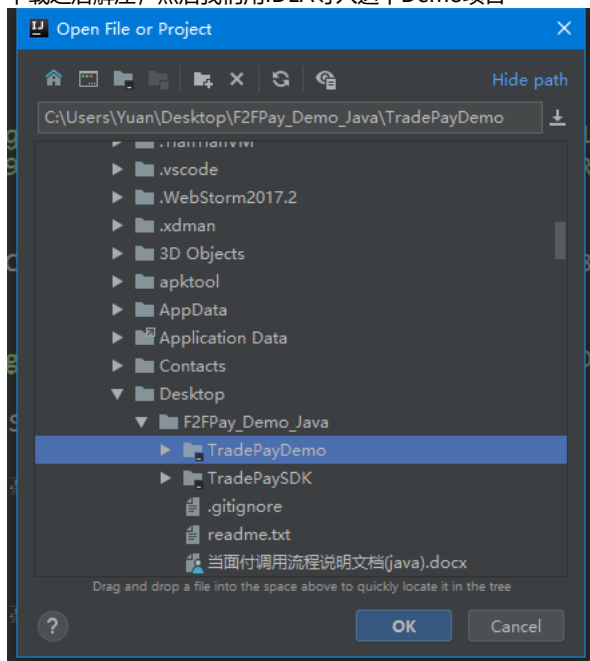 Open File or Project
Hide path
C:\Users\Yuan\Desktop\F2FPay_Demo_Java\TradePayDemo
.vscode
.WebStorm2017.2
.xdman
3D Objects
apktool
AppData
Application Data
Contacts
Desktop
F2FPay_Demo_Java
TradePayDemo
TradePaySDK
.gitignore
readme.txt
当面付调用流程说明文档(java).docx
Drag and drop a file into the space above to quickly locate it in the tree
?
OK
Cancel